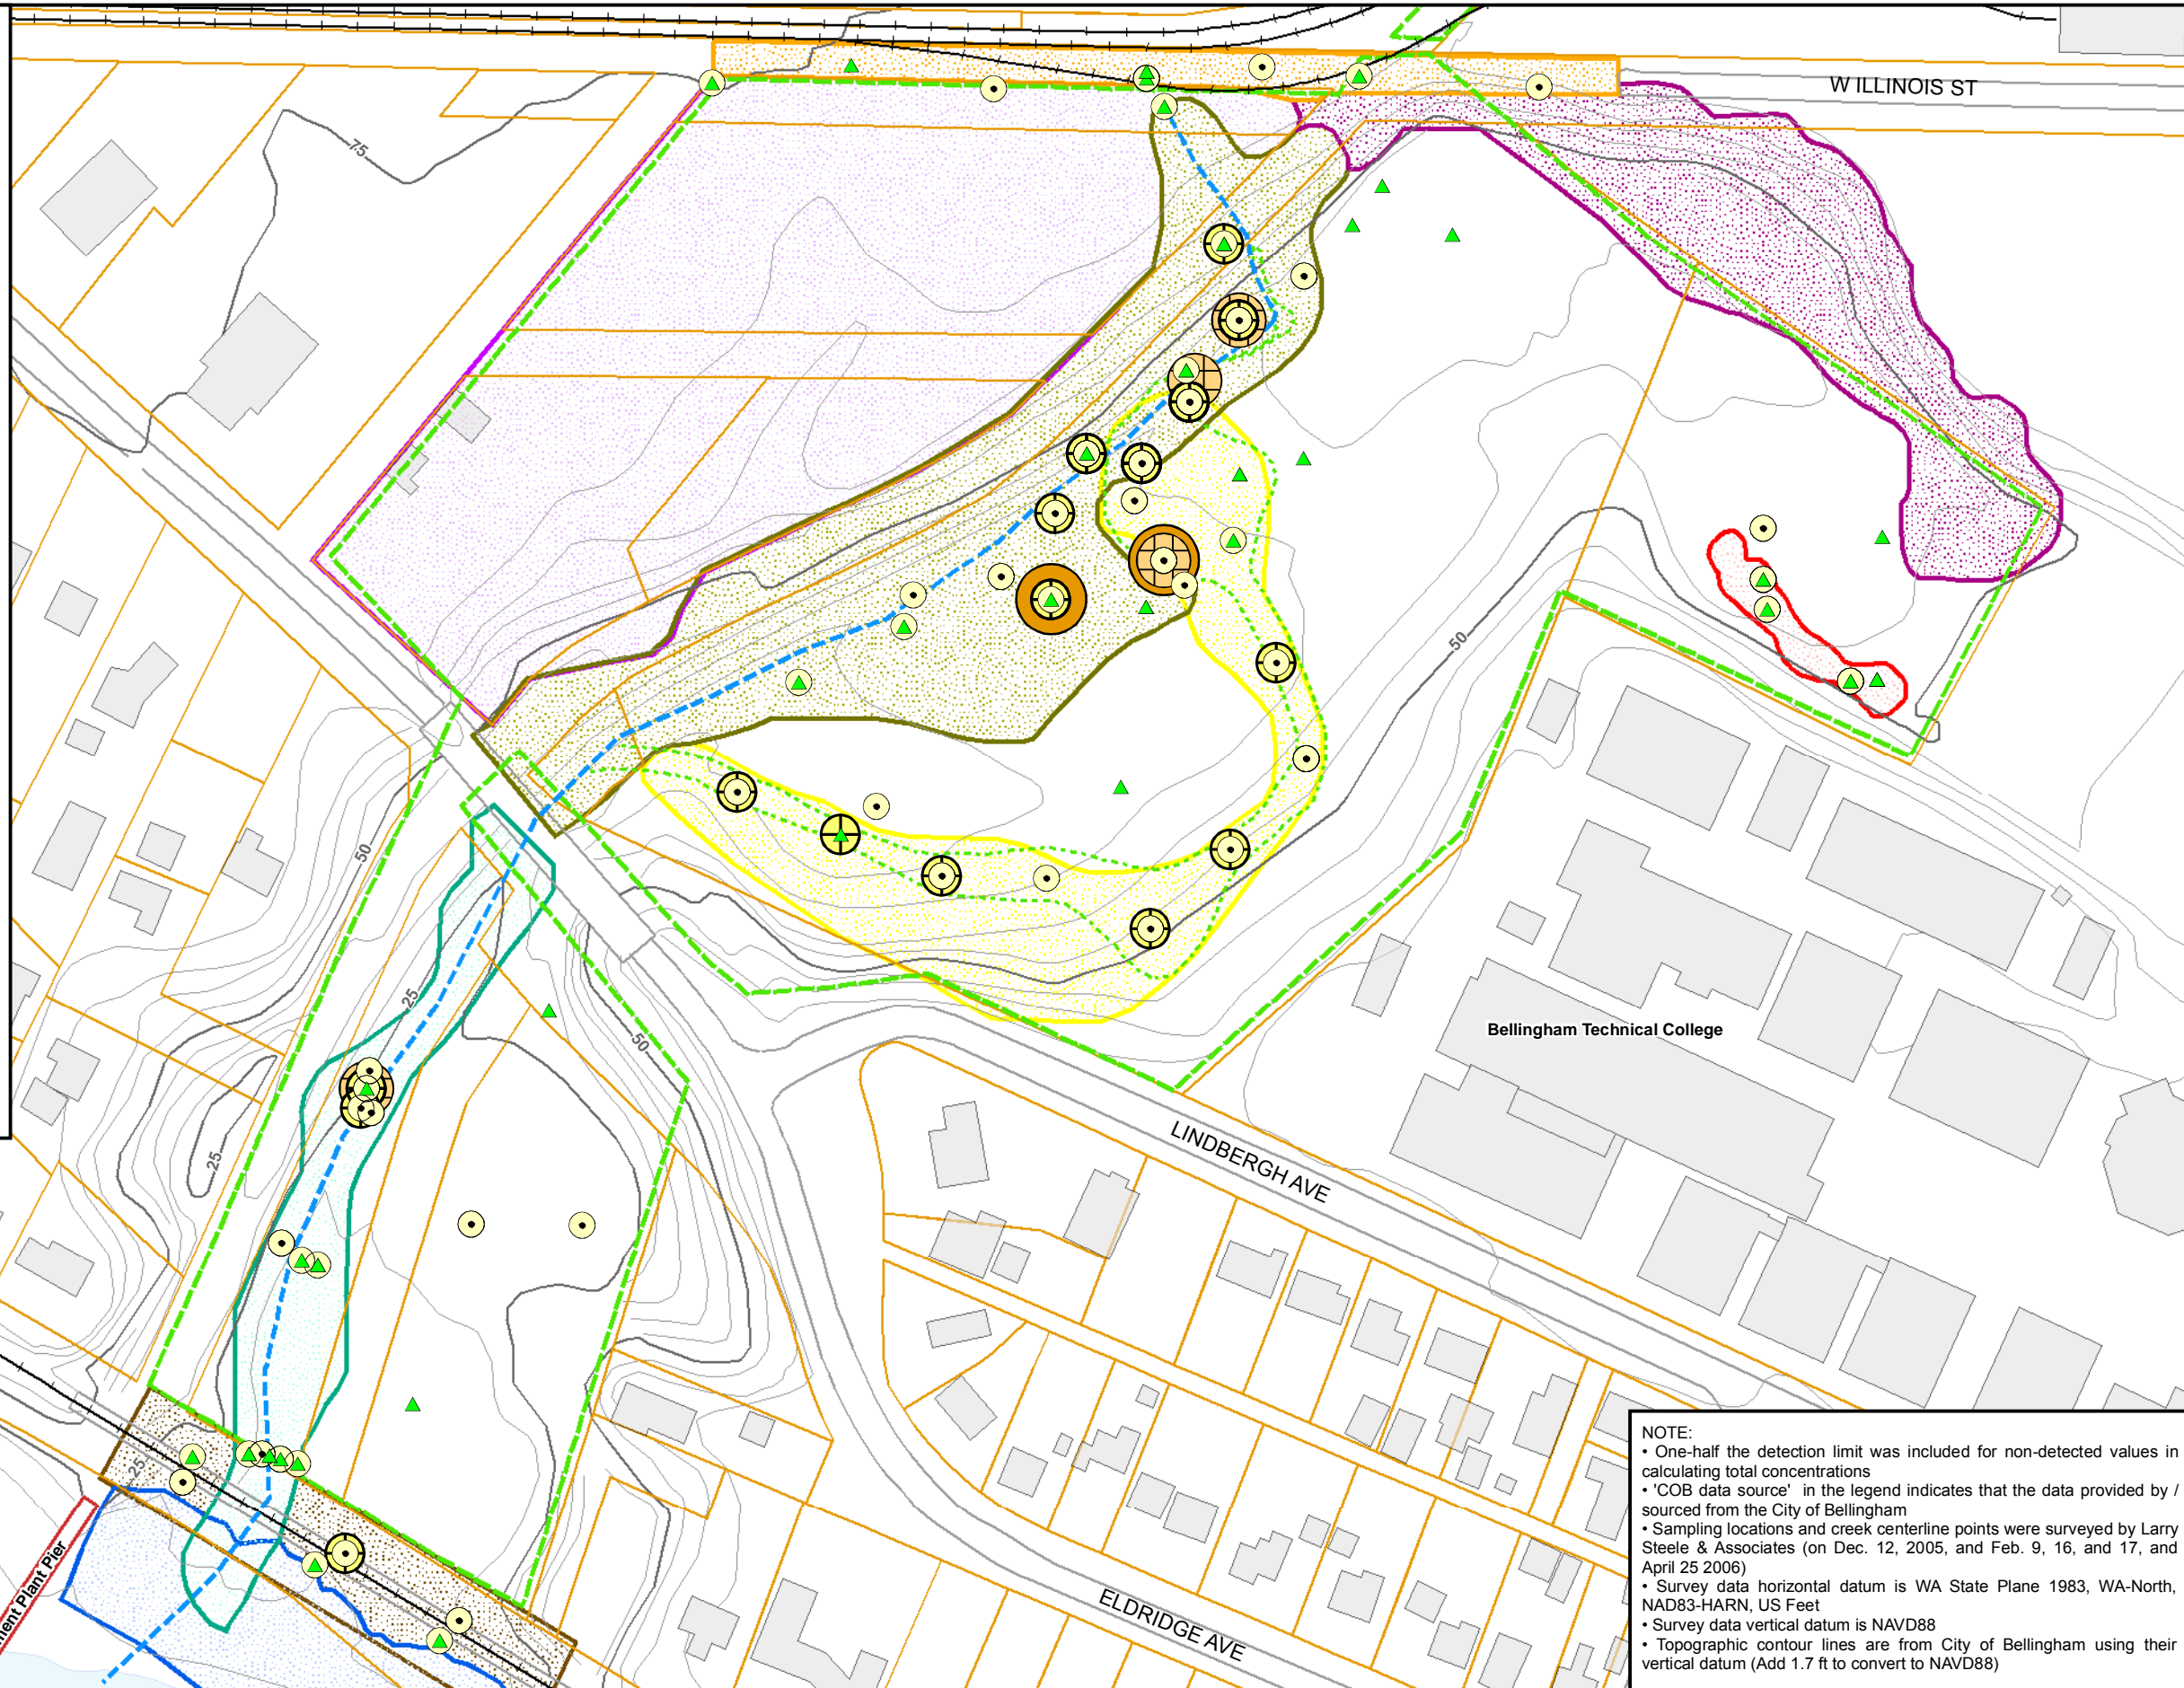 W ILLINOIS ST
75
50
50
25
50
25
Bellingham Technical College
LINDBERGH AVE
25
Plant Pier
ELDRIDGE AVE
NOTE:
• One-half the detection limit was included for non-detected values in
calculating total concentrations
• 'COB data source' in the legend indicates that the data provided by /
sourced from the City of Bellingham
• Sampling locations and creek centerline points were surveyed by Larry
Steele & Associates (on Dec. 12, 2005, and Feb. 9, 16, and 17, and
April 25 2006)
• Survey data horizontal datum is WA State Plane 1983, WA-North,
NAD83-HARN, US Feet
• Survey data vertical datum is NAVD88
• Topographic contour lines are from City of Bellingham using their
vertical datum (Add 1.7 ft to convert to NAVD88)